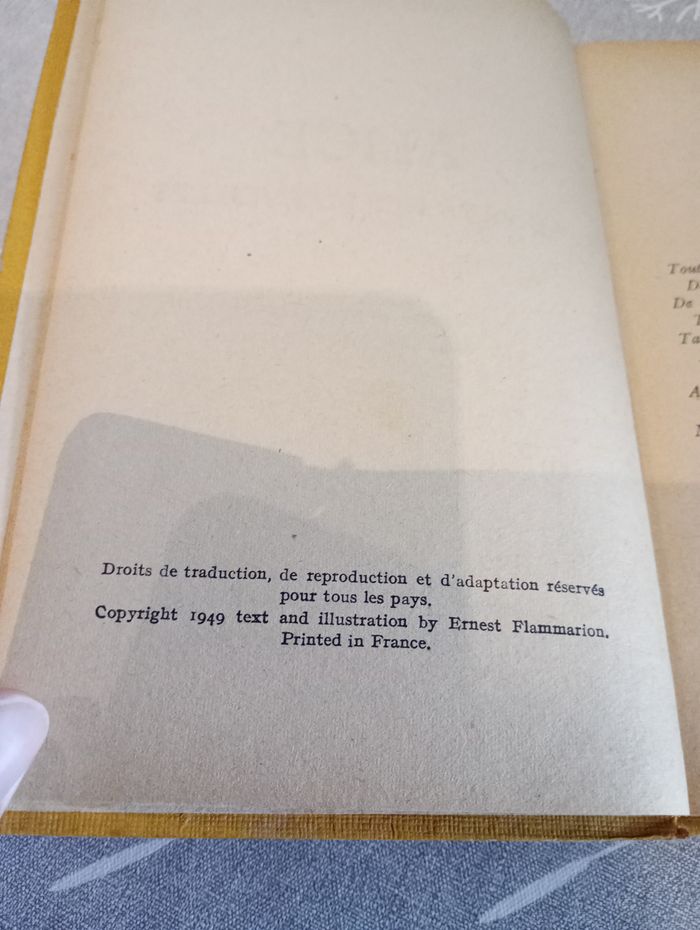 Droits de traduction, de reproduction et d'adaptation réservés
pour tous les pays.
Copyright 1949 text and illustration by Ernest Flammarion.
Printed in France.
De